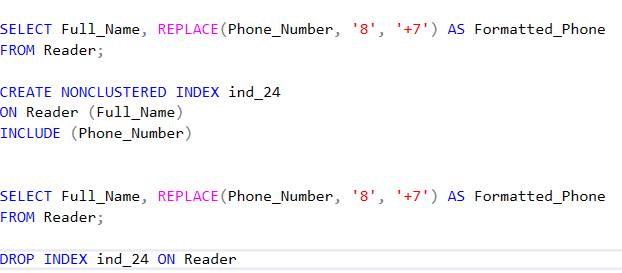 SELECT Full_Name, REPLACE(Phone_Number, '8', '+7') AS Formatted_Phone
FROM Reader;
CREATE NONCLUSTERED INDEX ind_24
ON Reader (Full_Name)
INCLUDE (Phone_Number)
SELECT Full_Name, REPLACE(Phone_Number, '8', '+7') AS Formatted_Phone
FROM Reader;
DROP INDEX ind_24 ON Reader